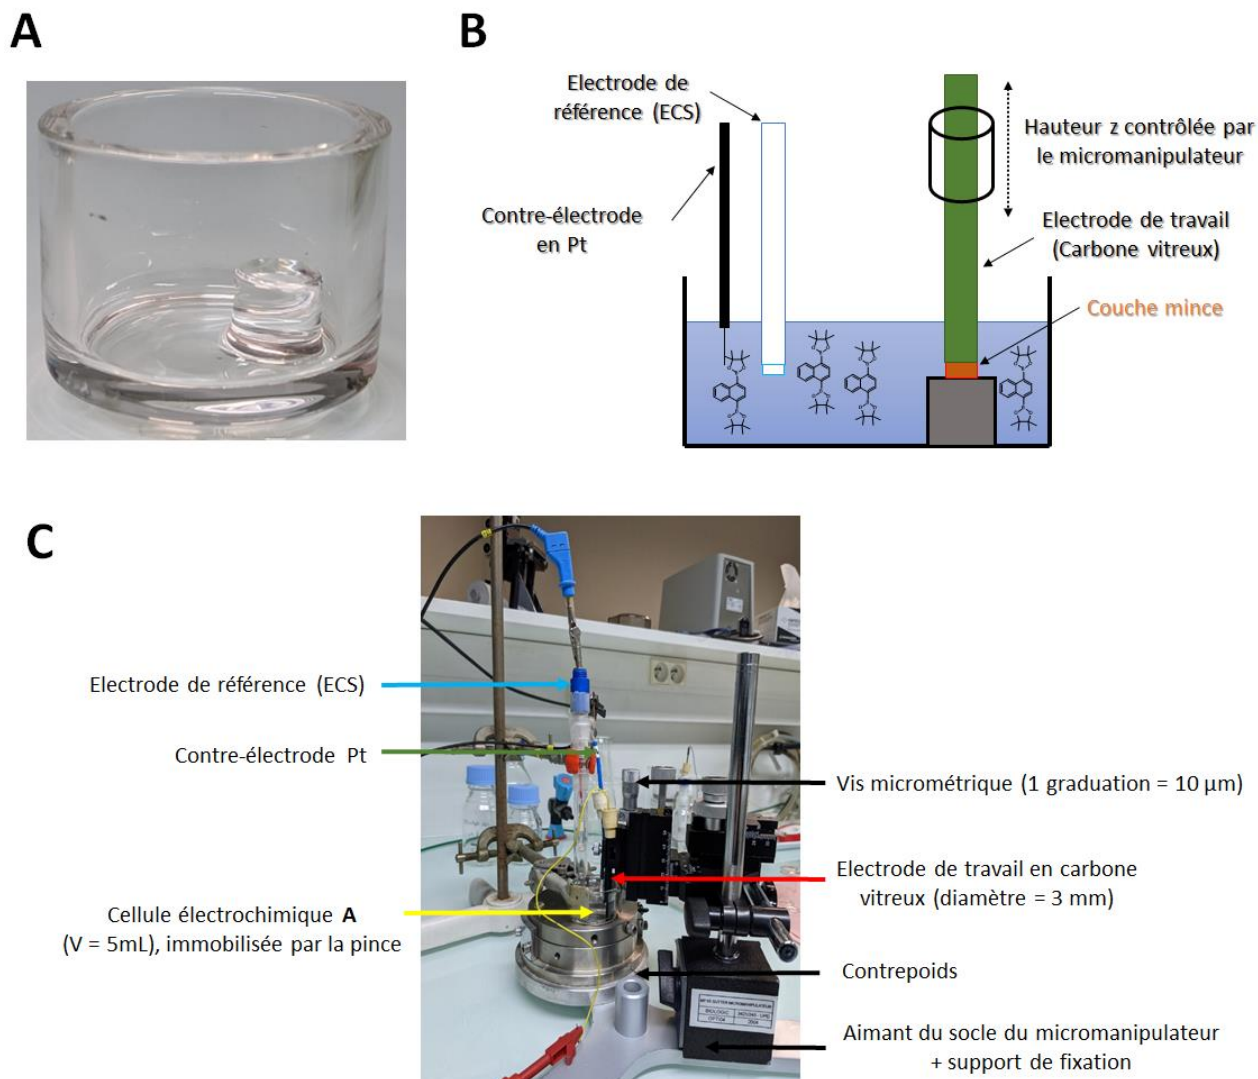 A
B
Electrode de
référence (ECS)
Contre-électrode
en Pt
Hauteur z contrôlée par
le micromanipulateur
Electrode de travail
(Carbone vitreux)
Couche mince
C
Electrode de référence (ECS)
Contre-électrode Pt
Cellule électrochimique A
(V = 5mL), immobilisée par la pince
Vis micrométrique (1 graduation = 10 µm)
Electrode de travail en carbone
vitreux (diamètre = 3 mm)
Contrepoids
Aimant du socle du micromanipulateur
+ support de fixation
BIOLOGIC